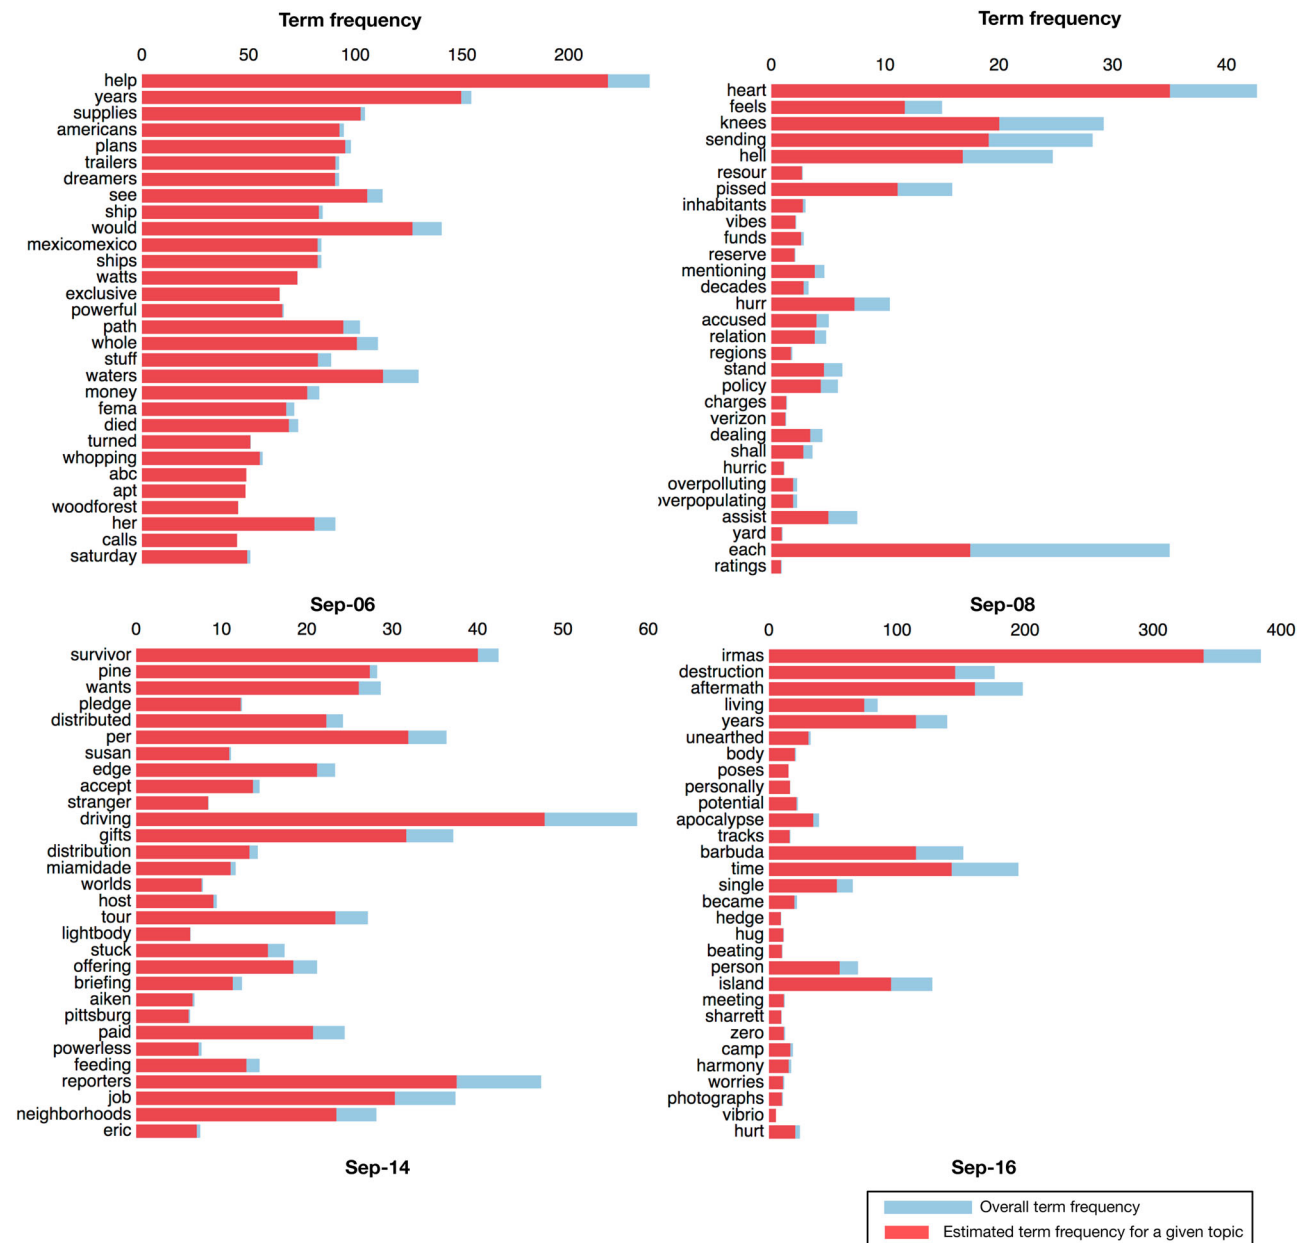 Term frequency
0 50 100 150 200
help
years
supplies
americans
plans
trailers
dreamers
see
ship
would
mexicomexico
ships
watts
exclusive
powerful
path
whole
stuff
waters
money
fema
died
turned
whopping
abc
apt
woodforest
her
calls
saturday
Sep-06
Term frequency
0 10 20 30 40
heart
feels
knees
sending
hell
resour
pissed
inhabitants
vibes
funds
reserve
mentioning
decades
hurr
accused
relation
regions
stand
policy
charges
verizon
dealing
shall
hurric
overpolluting
overpopulating
assist
yard
each
ratings
Sep-08
0 10 20 30 40 50 60
survivor
pine
wants
pledge
distributed
per
susan
edge
accept
stranger
driving
gifts
distribution
miamidade
worlds
host
tour
lightbody
stuck
offering
briefing
aiken
pittsburg
paid
powerless
feeding
reporters
job
neighborhoods
eric
Sep-14
0 100 200 300 400
irmas
destruction
aftermath
living
years
unearthed
body
poses
personally
potential
apocalypse
tracks
barbuda
time
single
became
hedge
hug
beating
person
island
meeting
sharrett
zero
camp
harmony
worries
photographs
vibrio
hurt
Sep-16
Overall term frequency
Estimated term frequency for a given topic